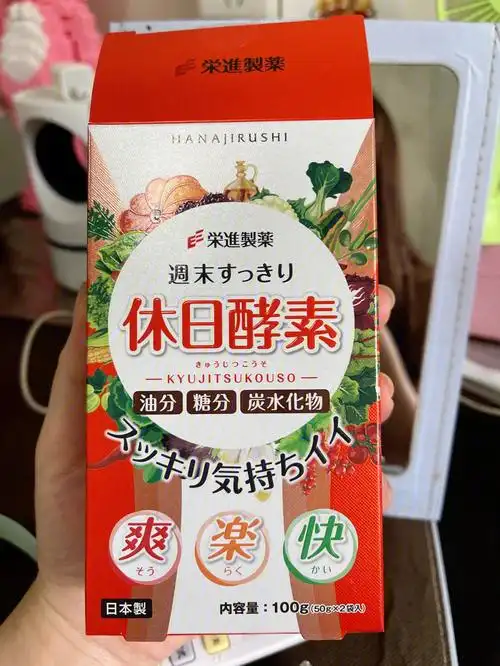 栄進製薬
HANAJIRUSHI
栄進製薬
週末すっきり
休日酵素
きゅうじつこうそ
KYUJITSUKOUSO
油分 糖分 炭水化物
スッキリ気持ちイイ
爽 楽 快
そう らく かい
日本製 内容量：100g(50g×2袋入)